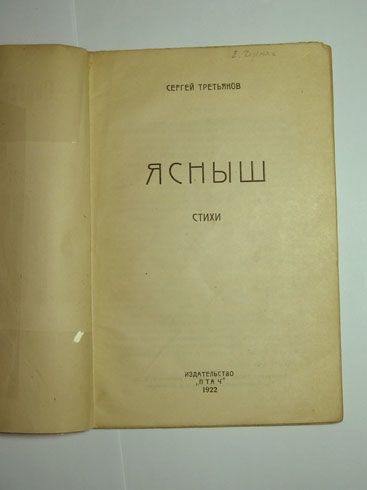 СЕРГЕЙ ТРЕТЬЯКОВ
ЯСНЫШ
СТИХИ
ИЗДАТЕЛЬСТВО
„ПТАЧ“
1922